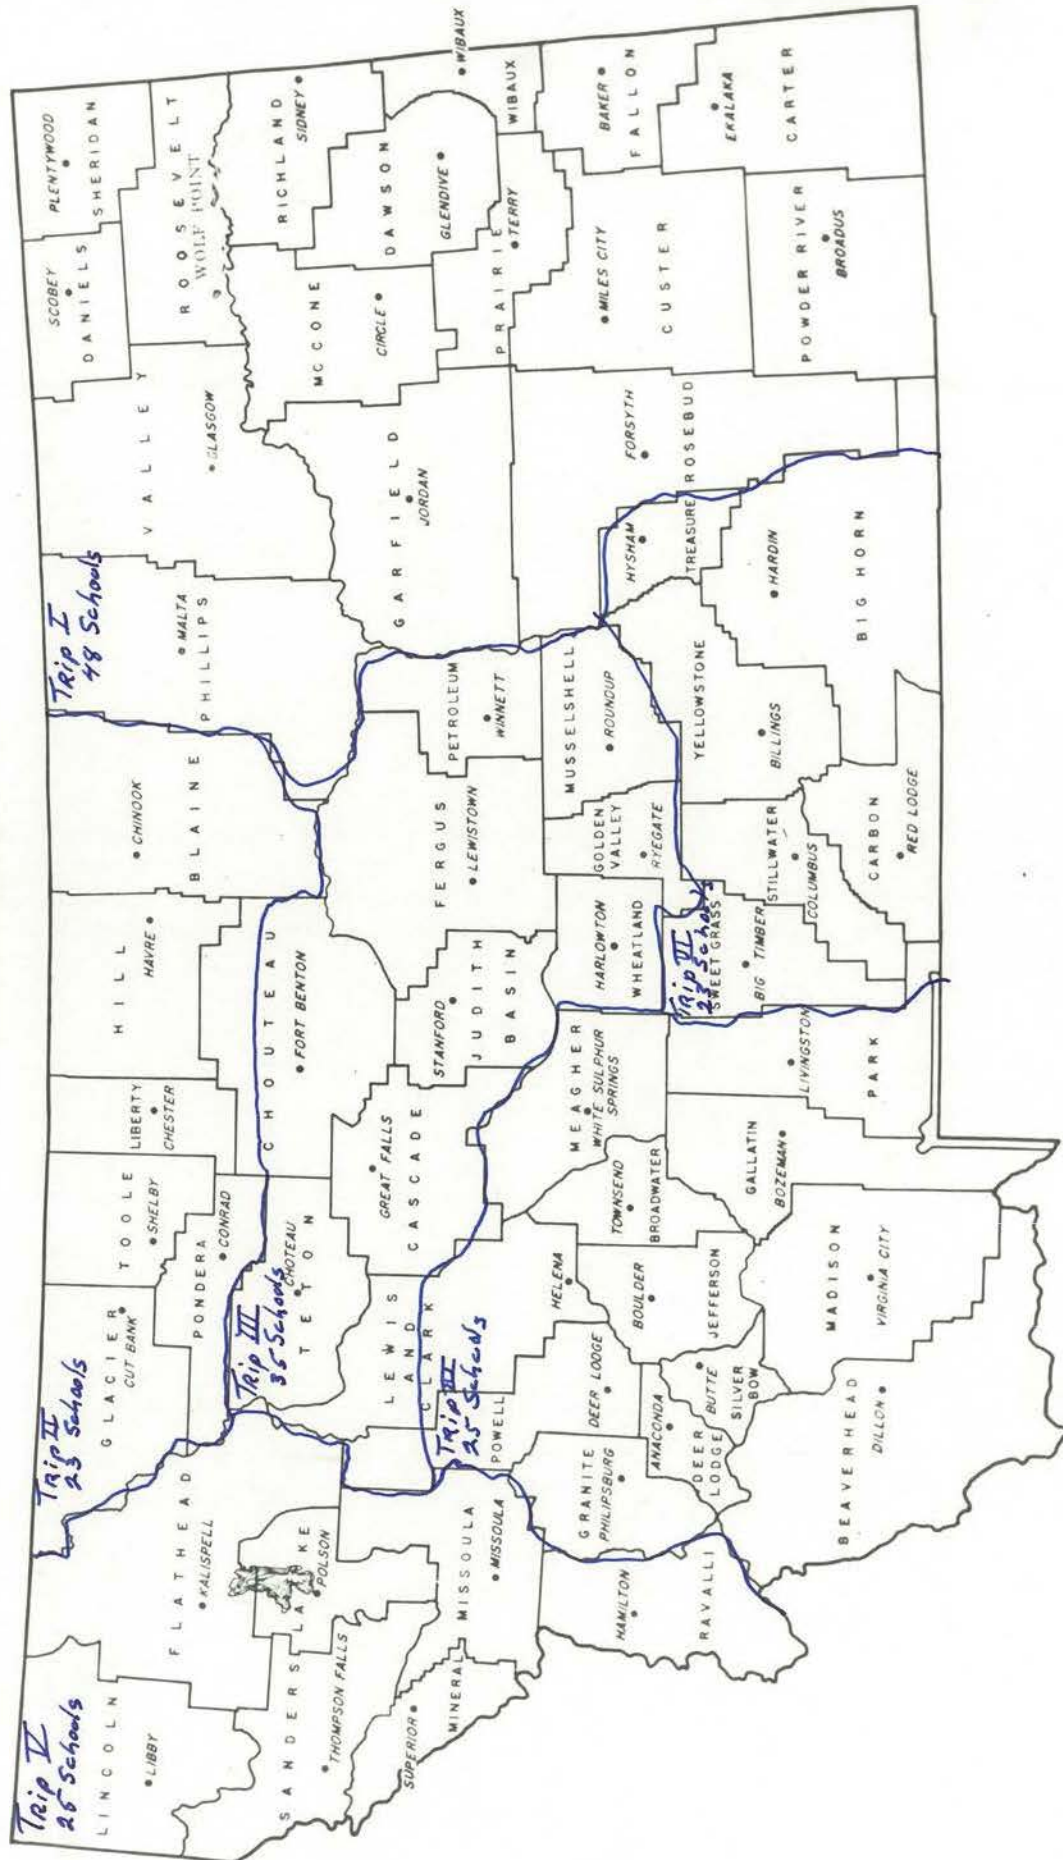 Trip V
25 Schools
LINCOLN
LIBBY
FLATHEAD
KALISPELL
SANDERS
THOMPSON FALLS
LAKE
POLSON
SUPERIOR
MINERAL
MISSOULA
MISSOULA
HAMILTON
RAVALLI
Trip II
23 Schools
GLACIER
CUT BANK
TOOLE
SHELBY
LIBERTY
CHESTER
HILL
HAVRE
PONDERA
CONRAD
Trip III
35 Schools
CHOTEAU
TETON
CHOUTEAU
FORT BENTON
LEWIS
AND
CLARK
GREAT FALLS
CASCADE
STANFORD
JUDITH
BASIN
25 Schools
POWELL
HELENA
DEER LODGE
GRANITE
PHILIPSBURG
ANACONDA
DEER
LODGE
BUTTE
SILVER
BOW
BOULDER
JEFFERSON
TOWNSEND
BROADWATER
MEAGHER
WHITE SULPHUR
SPRINGS
BEAVERHEAD
DILLON
MADISON
VIRGINIA CITY
GALLATIN
BOZEMAN
LIVINGSTON
PARK
Trip I
48 Schools
CHINOOK
BLAINE
MALTA
PHILLIPS
VALLEY
GLASGOW
SCOBEY
DANIELS
PLENTYWOOD
SHERIDAN
ROOSEVELT
WOLF POINT
RICHLAND
SIDNEY
MCCONE
CIRCLE
DAWSON
GLENDIVE
WIBAUX
WIBAUX
PRAIRIE
TERRY
GARFIELD
JORDAN
FERGUS
LEWISTOWN
PETROLEUM
WINNETT
MUSSELSHELL
ROUNDUP
GOLDEN
VALLEY
RYEGATE
HARLOWTON
WHEATLAND
Trip VI
23 Schools
SWEET GRASS
BIG TIMBER
STILLWATER
COLUMBUS
CARBON
RED LODGE
YELLOWSTONE
BILLINGS
HYSHAM
TREASURE
HARDIN
BIG HORN
FORSYTH
ROSEBUD
MILES CITY
CUSTER
POWDER RIVER
BROADUS
BAKER
FALLON
EKALAKA
CARTER